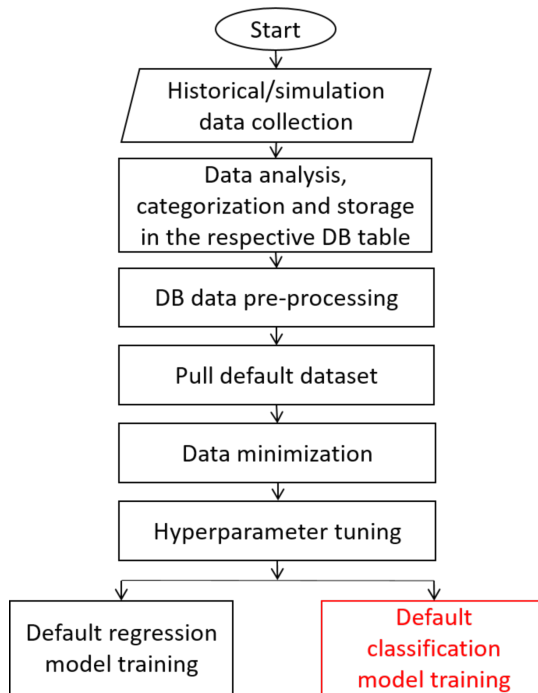 Start
Historical/simulation
data collection
Data analysis,
categorization and storage
in the respective DB table
DB data pre-processing
Pull default dataset
Data minimization
Hyperparameter tuning
Default regression
model training
Default
classification
model training